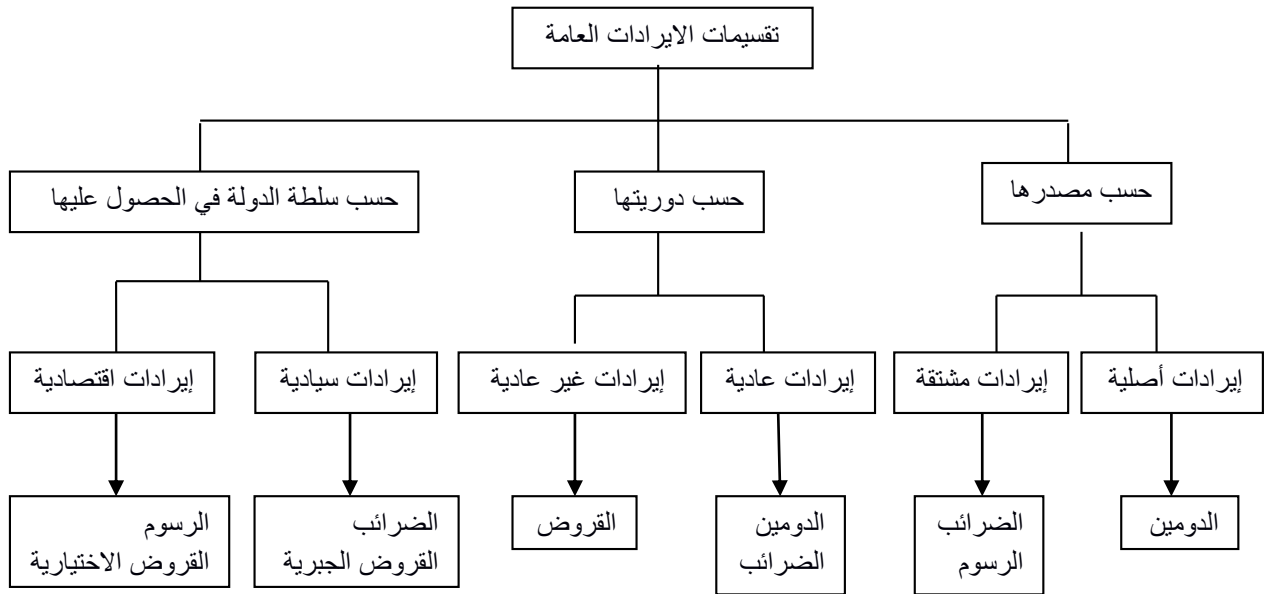 تقسيمات الايرادات العامة
حسب مصدرها
حسب دوريتها
حسب سلطة الدولة في الحصول عليها
إيرادات أصلية
إيرادات مشتقة
إيرادات عادية
إيرادات غير عادية
إيرادات سيادية
إيرادات اقتصادية
الدومين
الضرائب
الرسوم
الدومين
الضرائب
القروض
الضرائب
القروض الجبرية
الرسوم
القروض الاختيارية